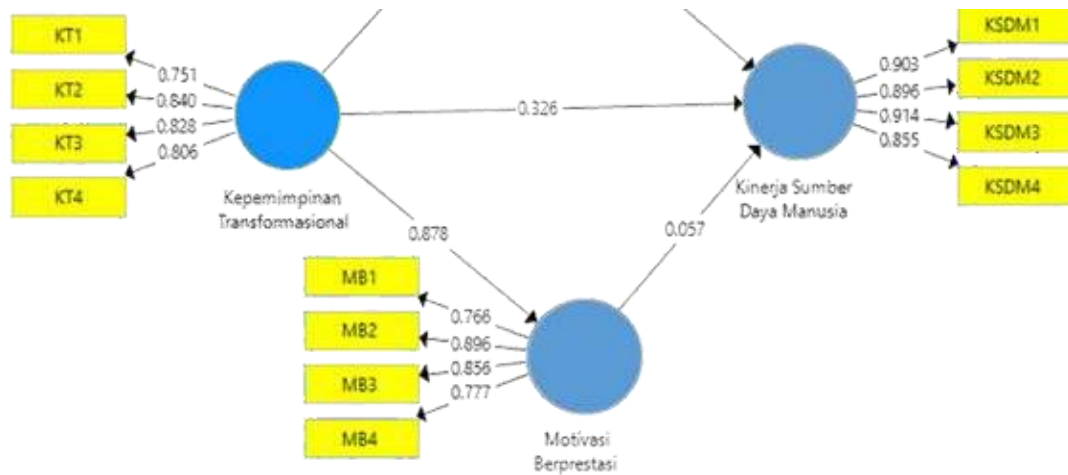 KT1
KT2
KT3
KT4
0.751
0.840
0.828
0.806
Kepemimpinan
Transformasional
0.326
0.878
0.057
KSDM1
KSDM2
KSDM3
KSDM4
0.903
0.896
0.914
0.855
Kinerja Sumber
Daya Manusia
MB1
MB2
MB3
MB4
0.766
0.896
0.856
0.777
Motivasi
Berprestasi